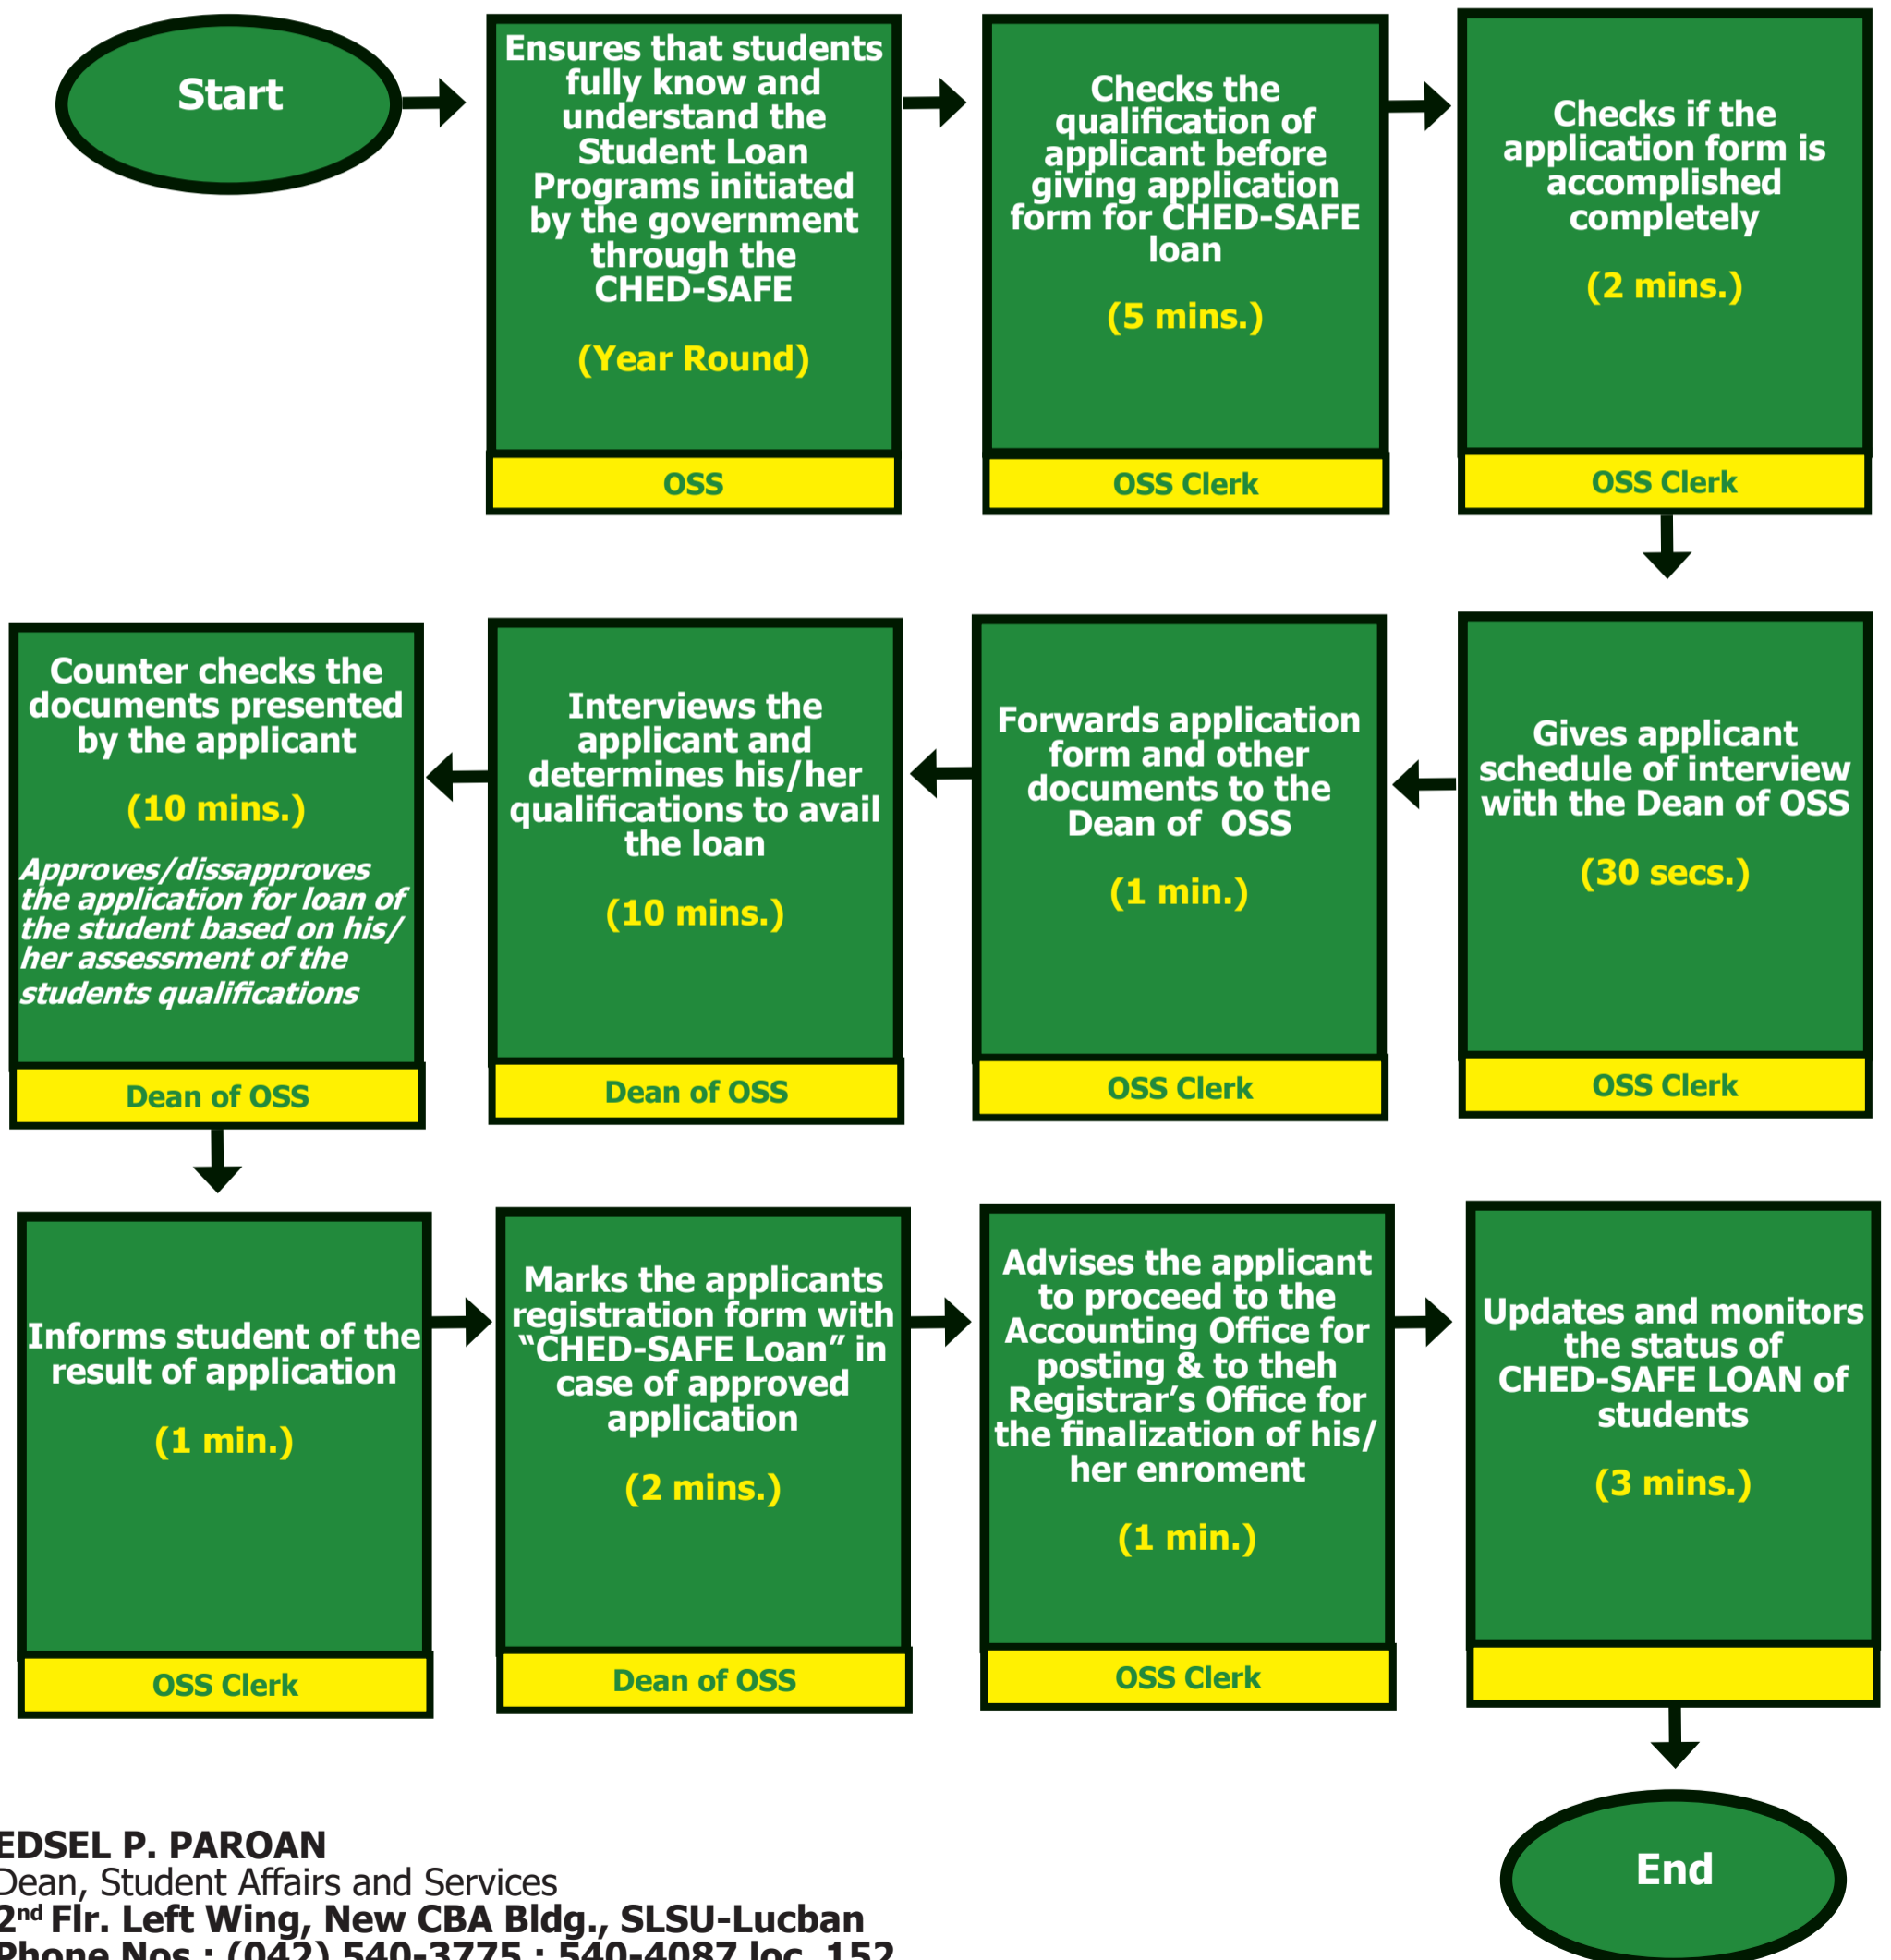 Start
Ensures that students
fully know and
understand the
Student Loan
Programs initiated
by the government
through the
CHED-SAFE
(Year Round)
OSS
Checks the
qualification of
applicant before
giving application
form for CHED-SAFE
loan
(5 mins.)
OSS Clerk
Checks if the
application form is
accomplished
completely
(2 mins.)
OSS Clerk
Gives applicant
schedule of interview
with the Dean of OSS
(30 secs.)
OSS Clerk
Forwards application
form and other
documents to the
Dean of  OSS
(1 min.)
OSS Clerk
Interviews the
applicant and
determines his/her
qualifications to avail
the loan
(10 mins.)
Dean of OSS
Counter checks the
documents presented
by the applicant
(10 mins.)
Approves/dissapproves
the application for loan of
the student based on his/
her assessment of the
students qualifications
Dean of OSS
Informs student of the
result of application
(1 min.)
OSS Clerk
Marks the applicants
registration form with
“CHED-SAFE Loan” in
case of approved
application
(2 mins.)
Dean of OSS
Advises the applicant
to proceed to the
Accounting Office for
posting & to theh
Registrar’s Office for
the finalization of his/
her enroment
(1 min.)
OSS Clerk
Updates and monitors
the status of
CHED-SAFE LOAN of
students
(3 mins.)
End
EDSEL P. PAROAN
Dean, Student Affairs and Services
2nd Flr. Left Wing, New CBA Bldg., SLSU-Lucban
Phone Nos.: (042) 540-3775 ; 540-4087 loc. 152